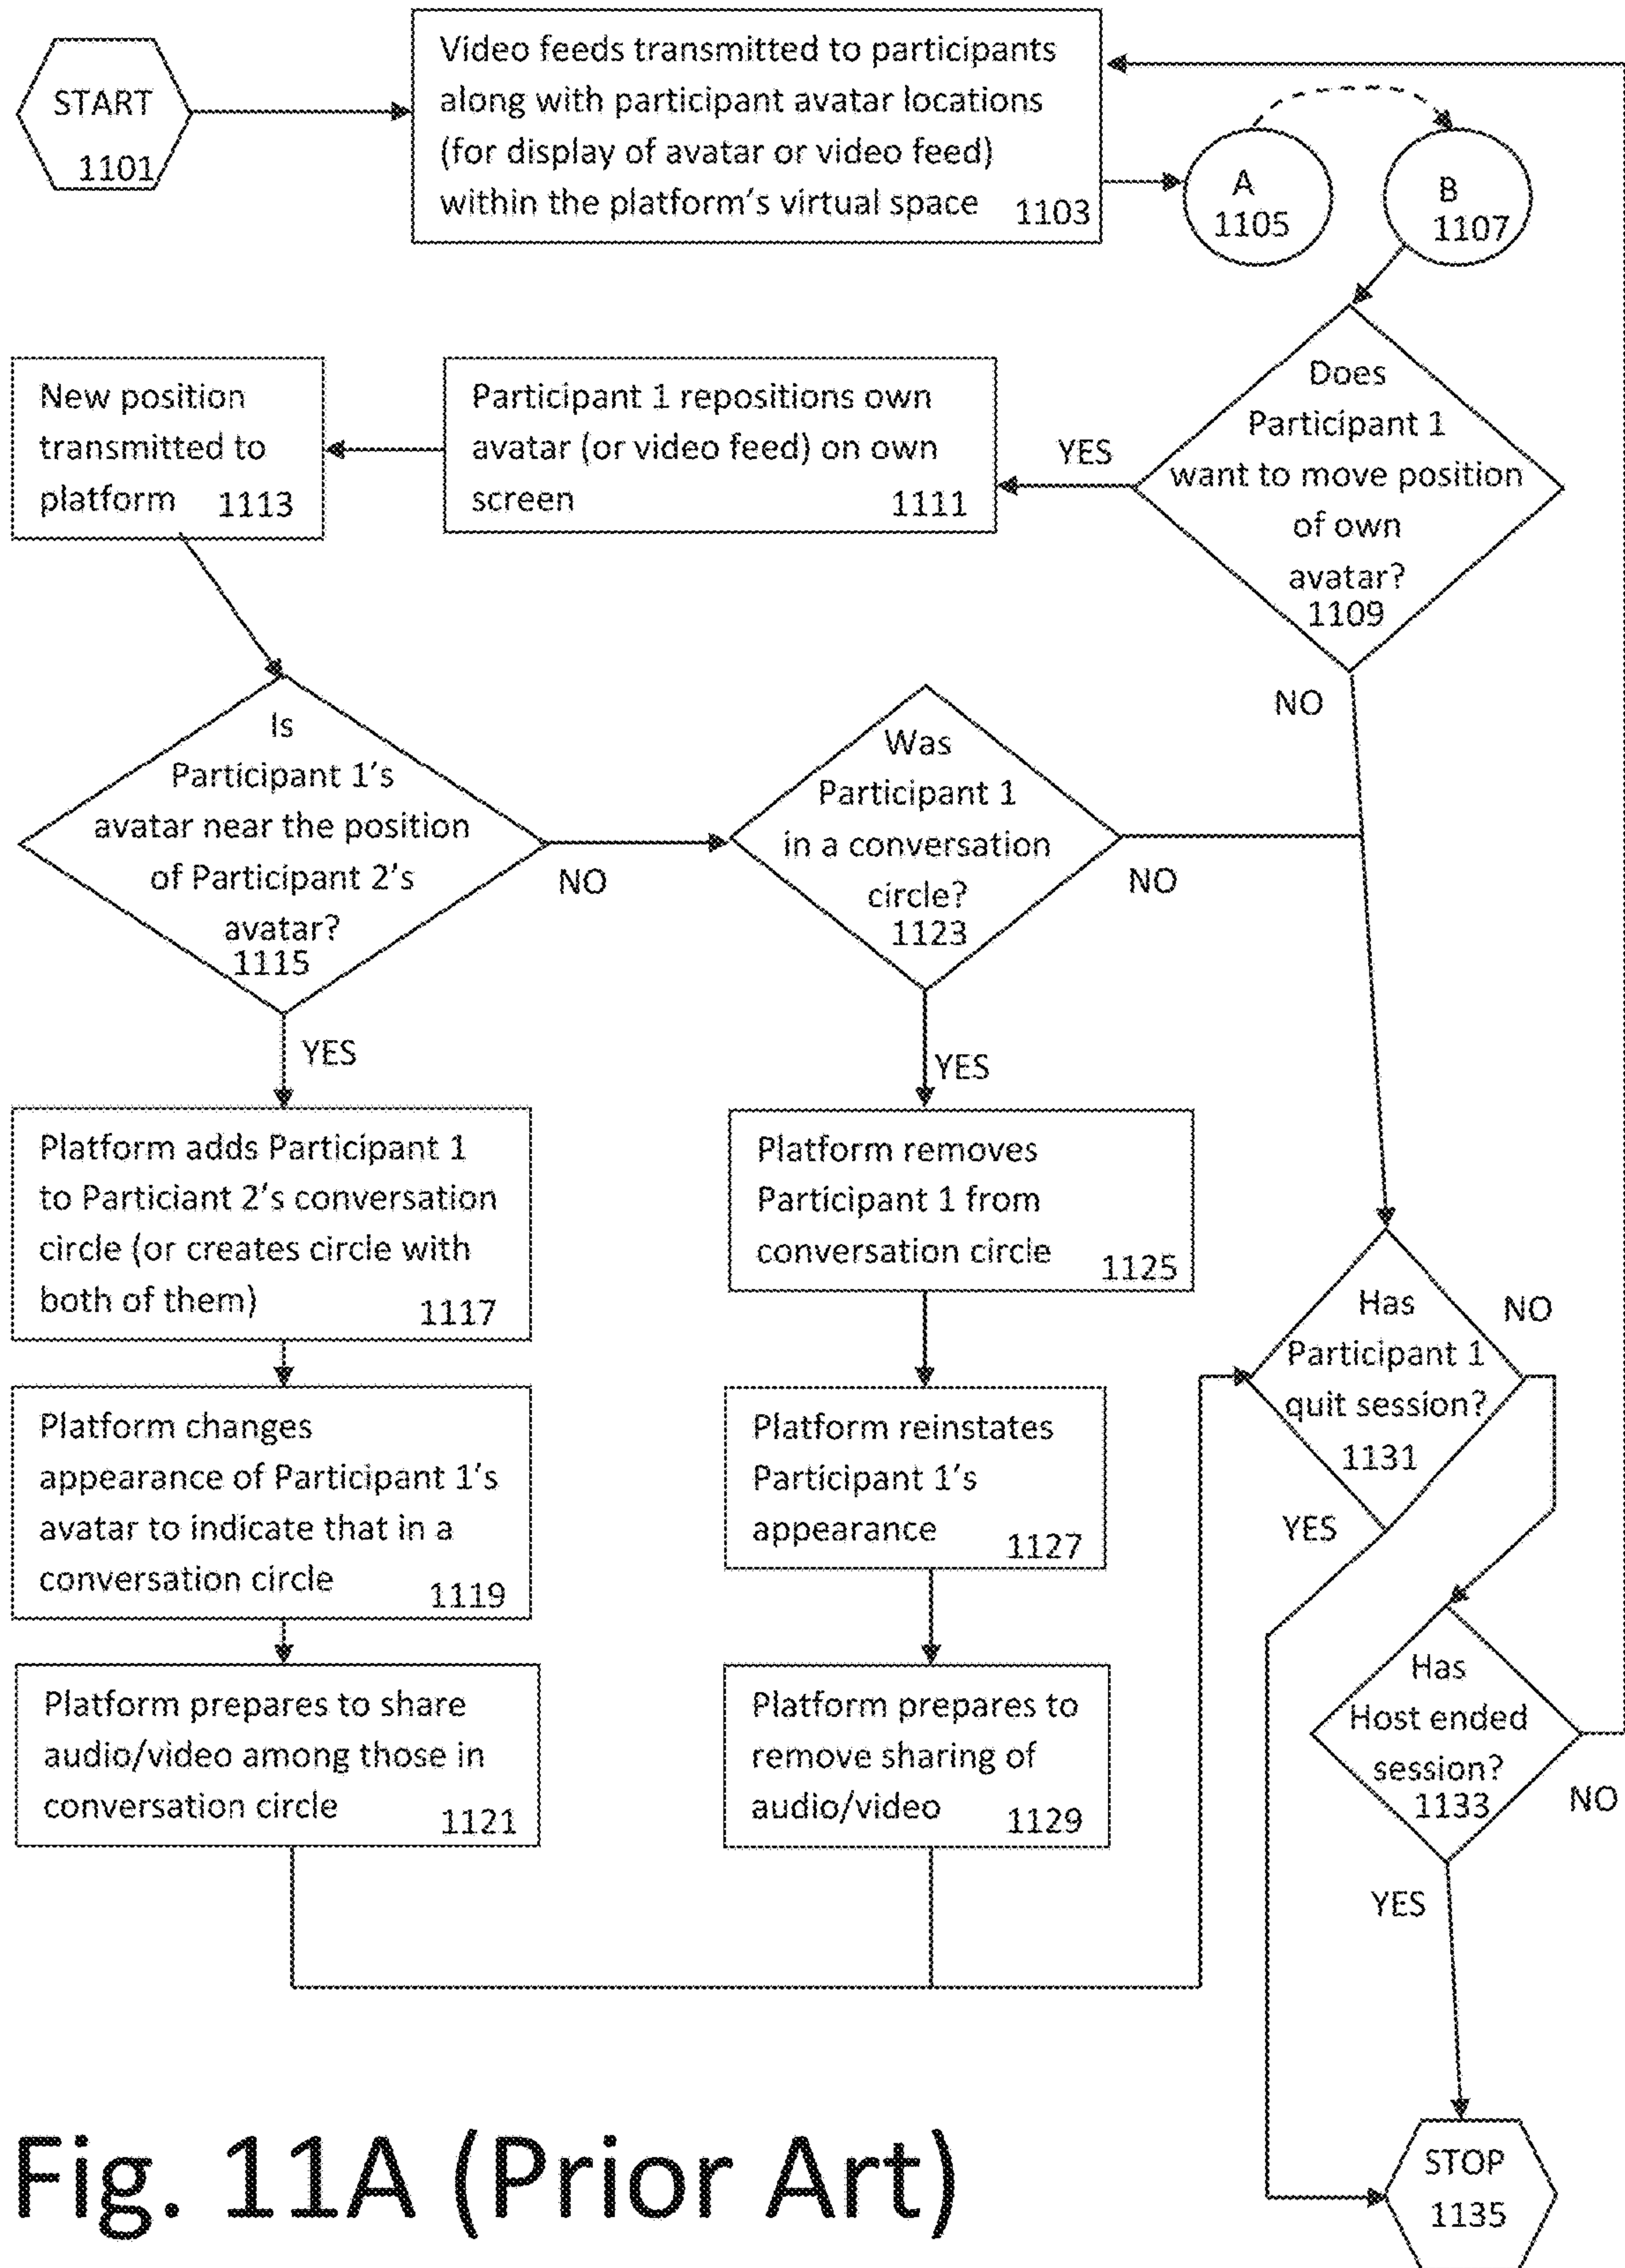 START
1101
Video feeds transmitted to participants
along with participant avatar locations
(for display of avatar or video feed)
within the platform's virtual space 1103
A
1105
B
1107
Does
Participant 1
want to move position
of own
avatar?
1109
YES
NO
Participant 1 repositions own
avatar (or video feed) on own
screen 1111
New position
transmitted to
platform 1113
Is
Participant 1's
avatar near the position
of Participant 2's
avatar?
1115
NO
YES
Was
Participant 1
in a conversation
circle?
1123
NO
YES
Platform adds Participant 1
to Particiant 2's conversation
circle (or creates circle with
both of them) 1117
Platform changes
appearance of Participant 1's
avatar to indicate that in a
conversation circle 1119
Platform prepares to share
audio/video among those in
conversation circle 1121
Platform removes
Participant 1 from
conversation circle 1125
Platform reinstates
Participant 1's
appearance 1127
Platform prepares to
remove sharing of
audio/video 1129
Has
Participant 1
quit session?
1131
NO
YES
Has
Host ended
session?
1133
NO
YES
STOP
1135
Fig. 11A (Prior Art)